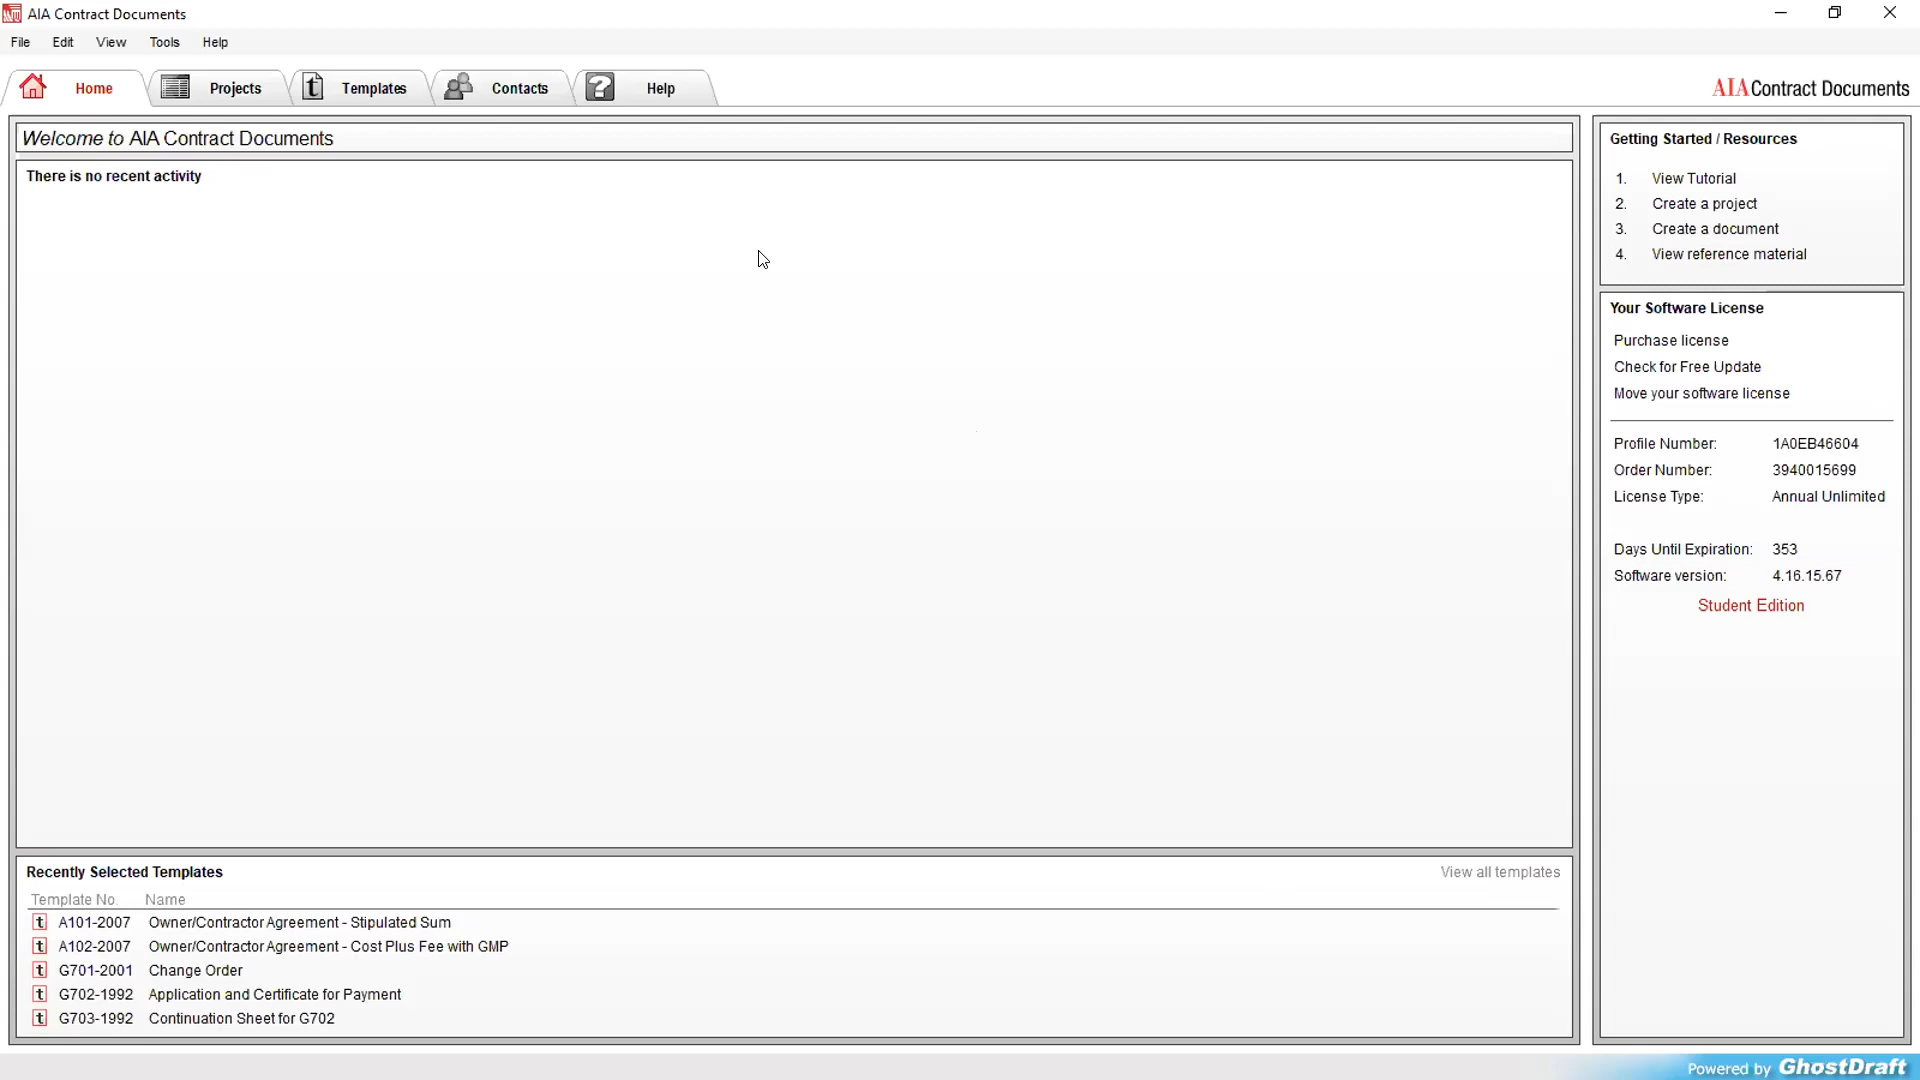 AIA Contract Documents
File Edit View Tools Help
Home Projects t Templates Contacts ? Help
AIA Contract Documents
Welcome to AIA Contract Documents
There is no recent activity
Getting Started / Resources
1. View Tutorial
2. Create a project
3. Create a document
4. View reference material
Your Software License
Purchase license
Check for Free Update
Move your software license
Profile Number: 1A0EB46604
Order Number: 3940015699
License Type: Annual Unlimited
Days Until Expiration: 353
Software version: 4.16.15.67
Student Edition
Recently Selected Templates View all templates
Template No. Name
t A101-2007 Owner/Contractor Agreement - Stipulated Sum
t A102-2007 Owner/Contractor Agreement - Cost Plus Fee with GMP
t G701-2001 Change Order
t G702-1992 Application and Certificate for Payment
t G703-1992 Continuation Sheet for G702
Powered by GhostDraft